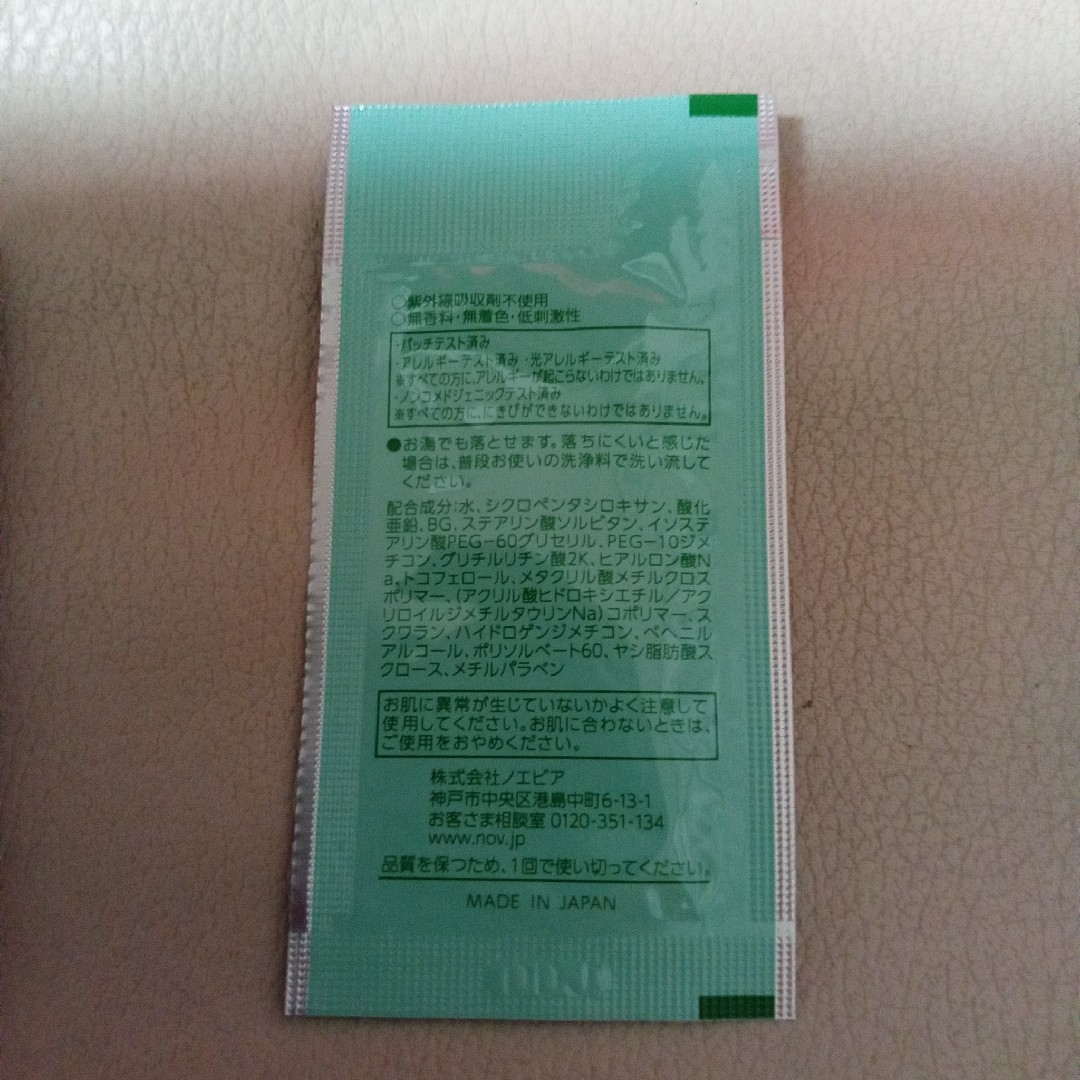 ○紫外線吸収剤不使用
○無香料・無着色・低刺激性
・パッチテスト済み
・アレルギーテスト済み ・光アレルギーテスト済み
※すべての方に、アレルギーが起こらないわけではありません。
・ノンコメドジェニックテスト済み
※すべての方に、にきびができないわけではありません。
●お湯でも落とせます。落ちにくいと感じた
場合は、普段お使いの洗浄料で洗い流して
ください。
配合成分:水、シクロペンタシロキサン、酸化
亜鉛、BG、ステアリン酸ソルビタン、イソステ
アリン酸PEG-60グリセリル、PEG-10ジメ
チコン、グリチルリチン酸2K、ヒアルロン酸N
a、トコフェロール、メタクリル酸メチルクロス
ポリマー、(アクリル酸ヒドロキシエチル/アク
リロイルジメチルタウリンNa)コポリマー、ス
クワラン、ハイドロゲンジメチコン、ベヘニル
アルコール、ポリソルベート60、ヤシ脂肪酸ス
クロース、メチルパラベン
お肌に異常が生じていないかよく注意して
使用してください。お肌に合わないときは、
ご使用をおやめください。
株式会社ノエビア
神戸市中央区港島中町6-13-1
お客さま相談室 0120-351-134
www.nov.jp
品質を保つため、1回で使い切ってください。
MADE IN JAPAN